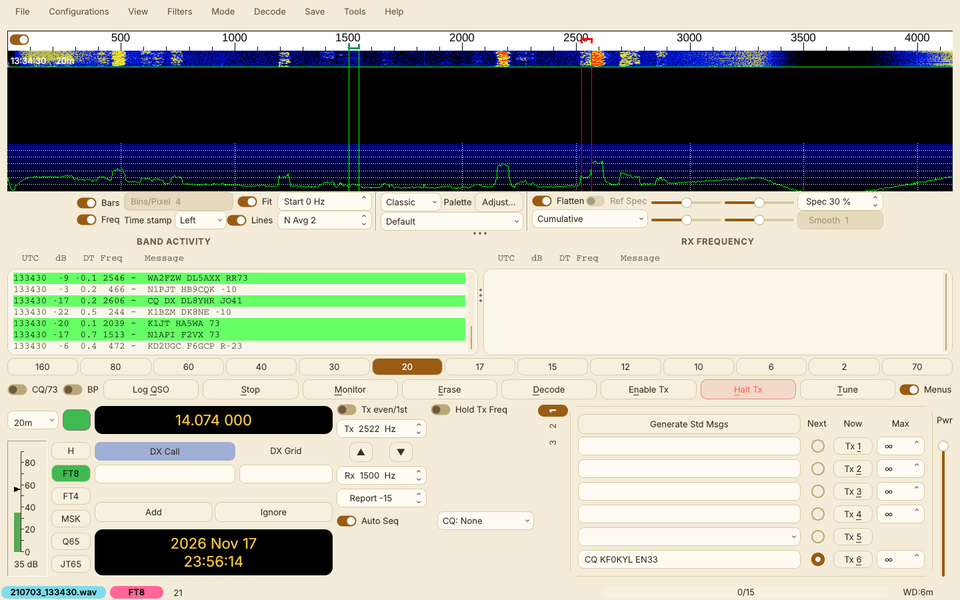 File Configurations View Filters Mode Decode Save Tools Help
500 1000 1500 2000 2500 3000 3500 4000
13:34:30 20m
Bars Bins/Pixel 4 Fit Start 0 Hz Classic Palette Adjust... Flatten Ref Spec Spec 30 %
Freq Time stamp Left Lines N Avg 2 Default Cumulative Smooth 1
BAND ACTIVITY RX FREQUENCY
UTC dB DT Freq Message UTC dB DT Freq Message
133430 -9 -0.1 2546 ~ WA2FZW DL5AXX RR73
133430 -3 0.2 466 ~ N1PJT HB9CQK -10
133430 -17 0.2 2606 ~ CQ DX DL8YHR JO41
133430 -22 0.5 244 ~ K1BZM DK8NE -10
133430 -20 0.1 2039 ~ K1JT HA5WA 73
133430 -17 0.7 1513 ~ N1API F2VX 73
133430 -6 0.4 472 ~ KD2UGC F6GCP R-23
160 80 60 40 30 20 17 15 12 10 6 2 70
CQ/73 BP Log QSO Stop Monitor Erase Decode Enable Tx Halt Tx Tune Menus
20m 14.074 000 Tx even/1st Hold Tx Freq 1 2 3 Generate Std Msgs Next Now Max Pwr
Tx 2522 Hz
H DX Call DX Grid Tx 1 ∞
FT8 Rx 1500 Hz Tx 2 ∞
FT4 Report -15 Tx 3 ∞
MSK Add Ignore Auto Seq CQ: None Tx 4 ∞
Q65 2026 Nov 17 Tx 5
JT65 23:56:14 CQ KF0KYL EN33 Tx 6 ∞
80
60
40
20
0
35 dB
210703_133430.wav FT8 21 0/15 WD:6m